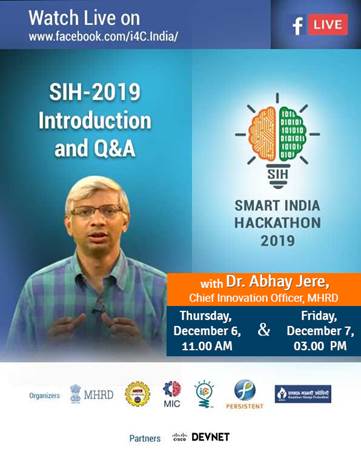 Watch Live on
www.facebook.com/i4C.India/
f LIVE
SIH-2019
Introduction
and Q&A
SIH
SMART INDIA
HACKATHON
2019
with Dr. Abhay Jere,
Chief Innovation Officer, MHRD
Thursday,
December 6,
11.00 AM
&
Friday,
December 7,
03.00 PM
Organizers
MHRD
MIC
PERSISTENT
Partners
CISCO DEVNET